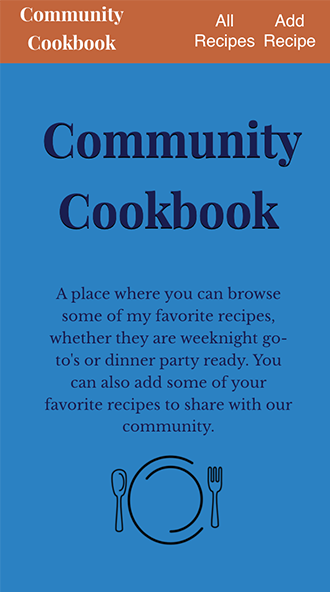 Community
Cookbook
All
Recipes
Add
Recipe
Community
Cookbook
A place where you can browse
some of my favorite recipes,
whether they are weeknight go-
to's or dinner party ready. You
can also add some of your
favorite recipes to share with our
community.